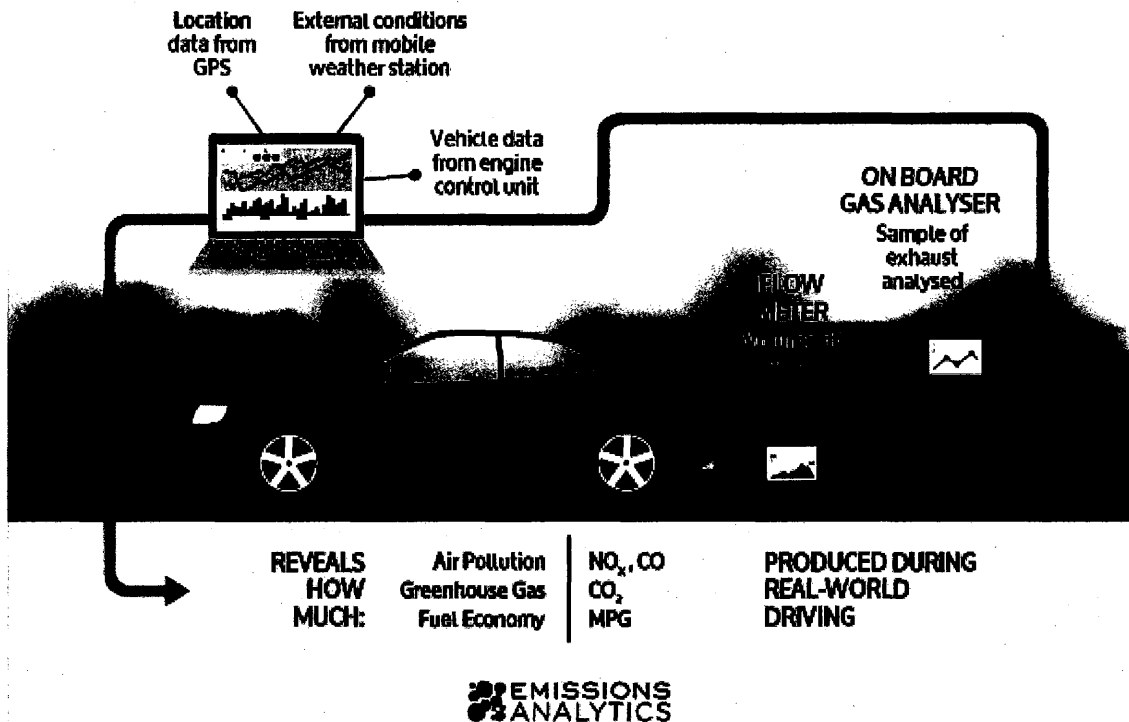 Location
data from
GPS
External conditions
from mobile
weather station
Vehicle data
from engine
control unit
ON BOARD
GAS ANALYSER
Sample of
exhaust
analysed
FLOW
METER
REVEALS
HOW
MUCH:
Air Pollution
Greenhouse Gas
Fuel Economy
NOₓ, CO
CO₂
MPG
PRODUCED DURING
REAL-WORLD
DRIVING
EMISSIONS
ANALYTICS